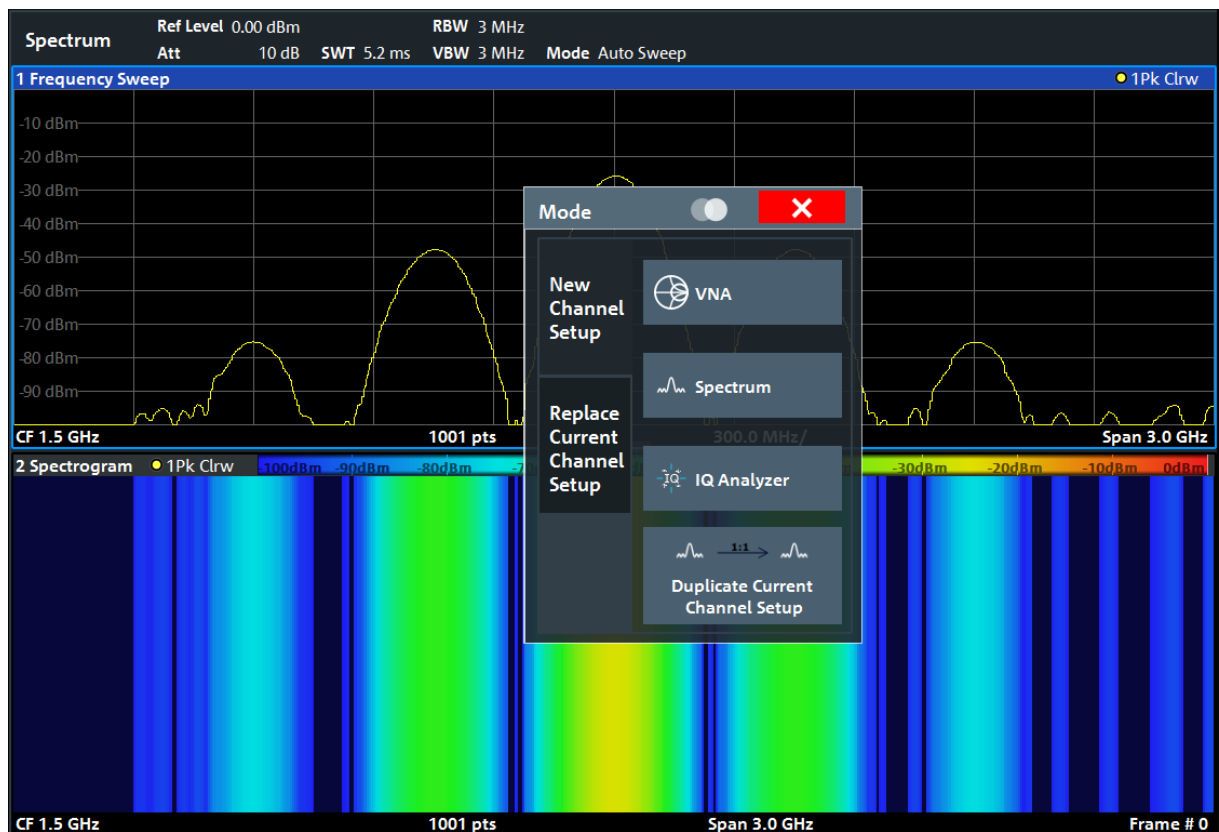 Spectrum
Ref Level 0.00 dBm RBW 3 MHz
Att 10 dB SWT 5.2 ms VBW 3 MHz Mode Auto Sweep
1 Frequency Sweep 1Pk Clrw
-10 dBm
-20 dBm
-30 dBm
-40 dBm
-50 dBm
-60 dBm
-70 dBm
-80 dBm
-90 dBm
CF 1.5 GHz 1001 pts 300.0 MHz/ Span 3.0 GHz
Mode
New
Channel
Setup
Replace
Current
Channel
Setup
VNA
Spectrum
IQ
IQ Analyzer
1:1
Duplicate Current
Channel Setup
2 Spectrogram 1Pk Clrw -100dBm -90dBm -80dBm -30dBm -20dBm -10dBm 0dBm
CF 1.5 GHz 1001 pts Span 3.0 GHz Frame # 0